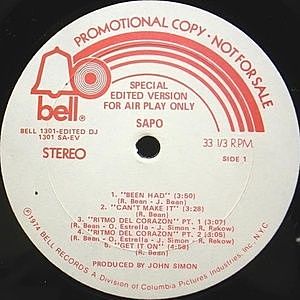 PROMOTIONAL COPY · NOT FOR SALE
bell
SPECIAL
EDITED VERSION
FOR AIR PLAY ONLY
BELL 1301-EDITED DJ
1301 SA-EV
SAPO
33 1/3 R.P.M.
STEREO
SIDE 1
1. "BEEN HAD" (3:50)
(R. Bean - J. Bean)
2. "CAN'T MAKE IT" (3:28)
(R. Bean)
3. "RITMO DEL CORAZON" PT. 1 (3:07)
(R. Bean - O. Estrella - J. Simon - R. Rekow)
4. "RITMO DEL CORAZON" PT. 2 (3:05)
(R. Bean - O. Estrella - J. Simon - R. Rekow)
5. "GET IT ON" (4:00)
(R. Bean)
PRODUCED BY JOHN SIMON
©1974 BELL RECORDS A Division of Columbia Pictures Industries, Inc. · N.Y.C.